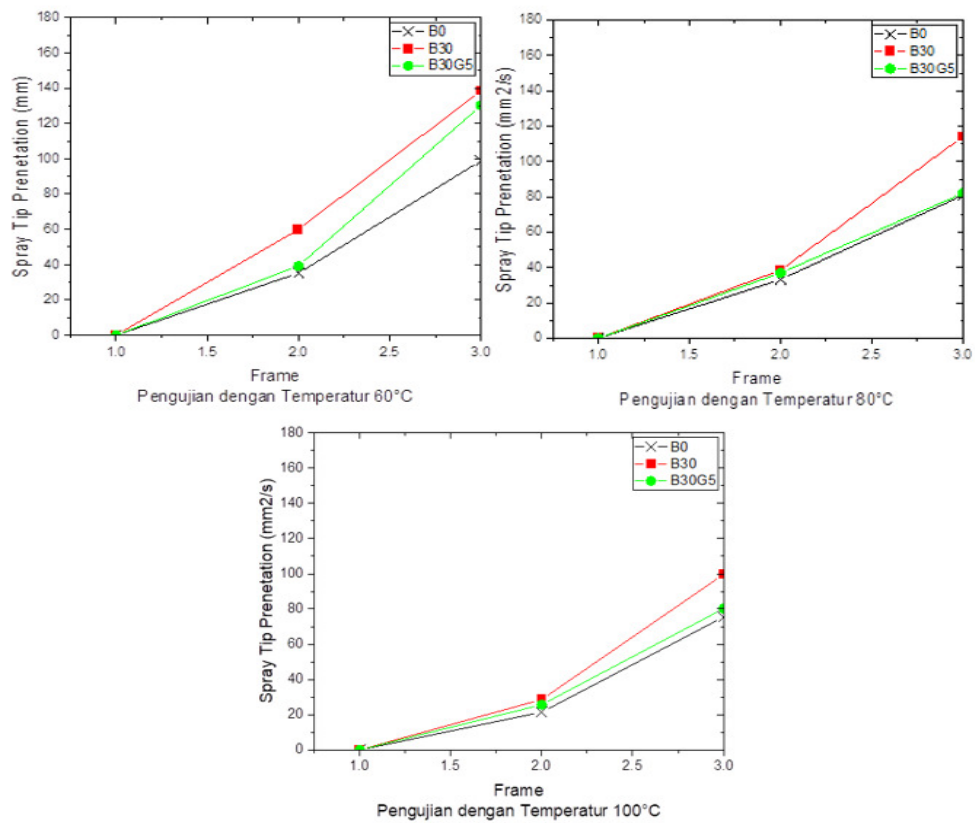 180
160
140
120
100
80
60
40
20
0
Spray Tip Prenetation (mm)
B0
B30
B30G5
1.0 1.5 2.0 2.5 3.0
Frame
Pengujian dengan Temperatur 60°C
180
160
140
120
100
80
60
40
20
0
Spray Tip Prenetation (mm2/s)
B0
B30
B30G5
1.0 1.5 2.0 2.5 3.0
Frame
Pengujian dengan Temperatur 80°C
180
160
140
120
100
80
60
40
20
0
Spray Tip Prenetation (mm2/s)
B0
B30
B30G5
1.0 1.5 2.0 2.5 3.0
Frame
Pengujian dengan Temperatur 100°C